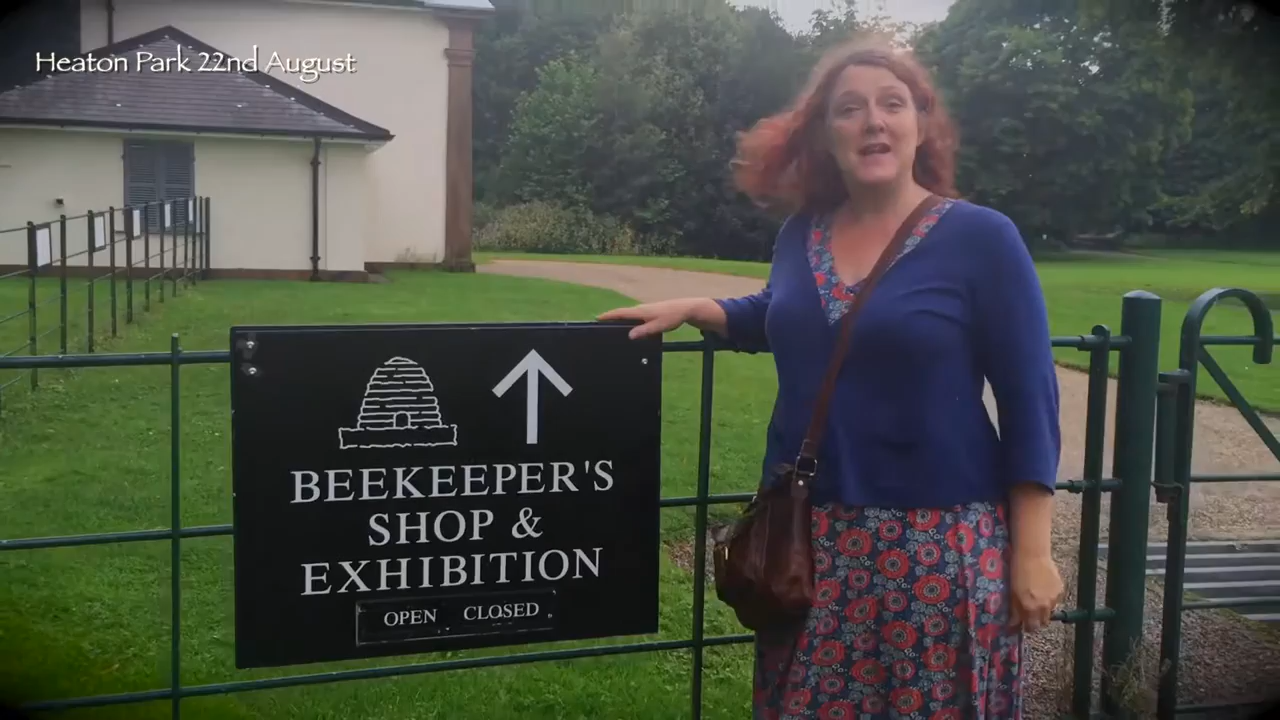 Heaton Park 22nd August
BEEKEEPER'S
SHOP &
EXHIBITION
OPEN CLOSED